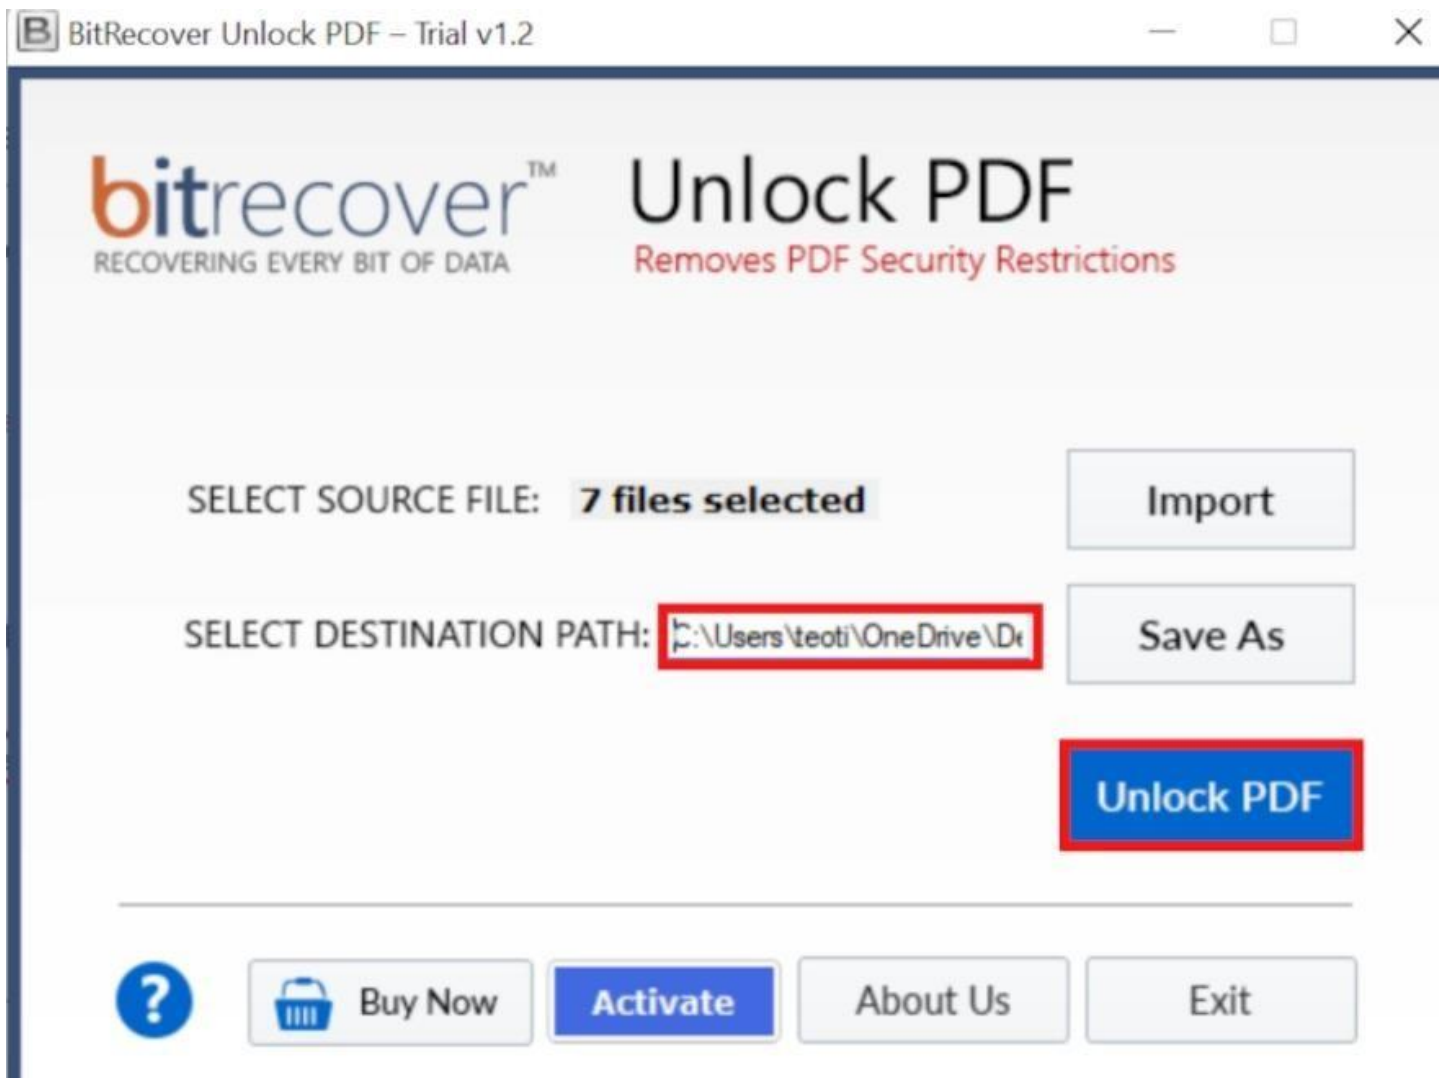 B BitRecover Unlock PDF – Trial v1.2
bitrecover™ Unlock PDF
RECOVERING EVERY BIT OF DATA Removes PDF Security Restrictions
SELECT SOURCE FILE: 7 files selected Import
SELECT DESTINATION PATH: C:\Users\teoti\OneDrive\De Save As
Unlock PDF
? Buy Now Activate About Us Exit